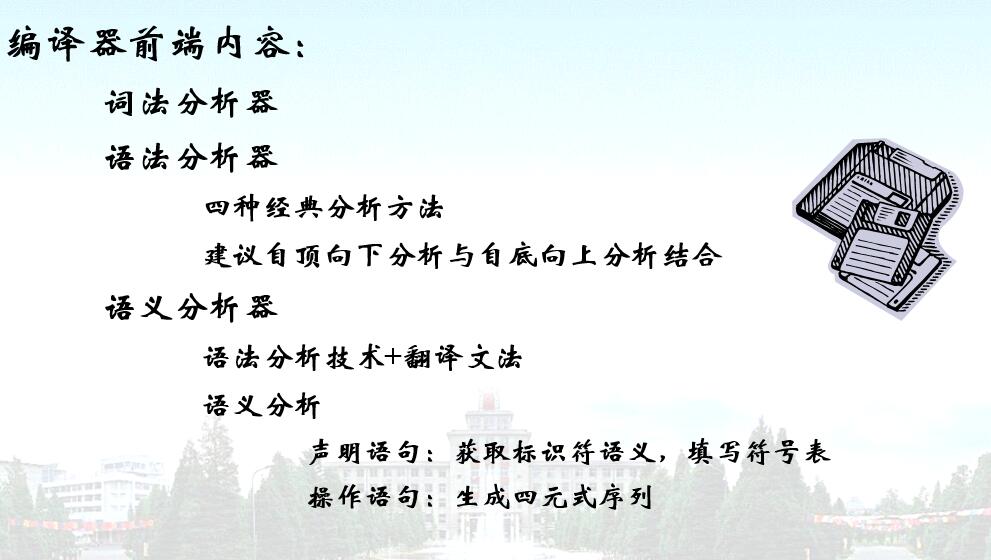 编译器前端内容：
词法分析器
语法分析器
四种经典分析方法
建议自顶向下分析与自底向上分析结合
语义分析器
语法分析技术+翻译文法
语义分析
声明语句：获取标识符语义，填写符号表
操作语句：生成四元式序列